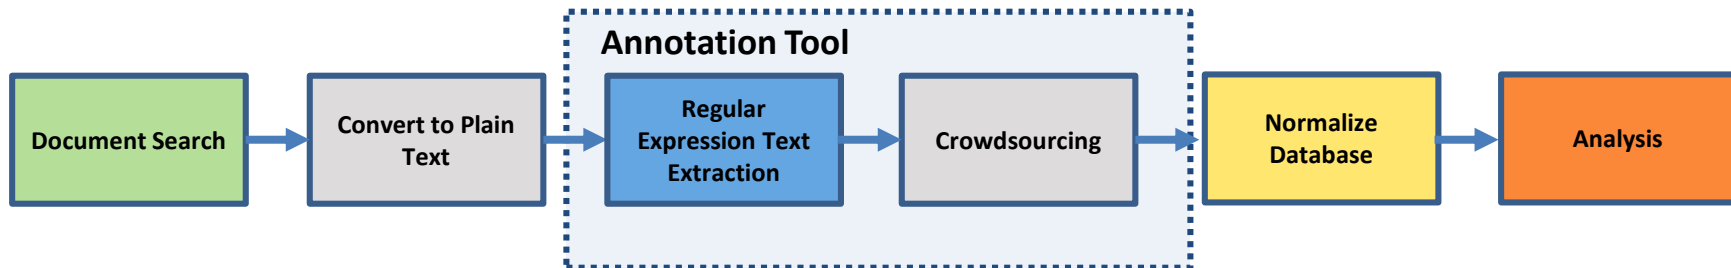 Annotation Tool
Document Search
Convert to Plain
Text
Regular
Expression Text
Extraction
Crowdsourcing
Normalize
Database
Analysis